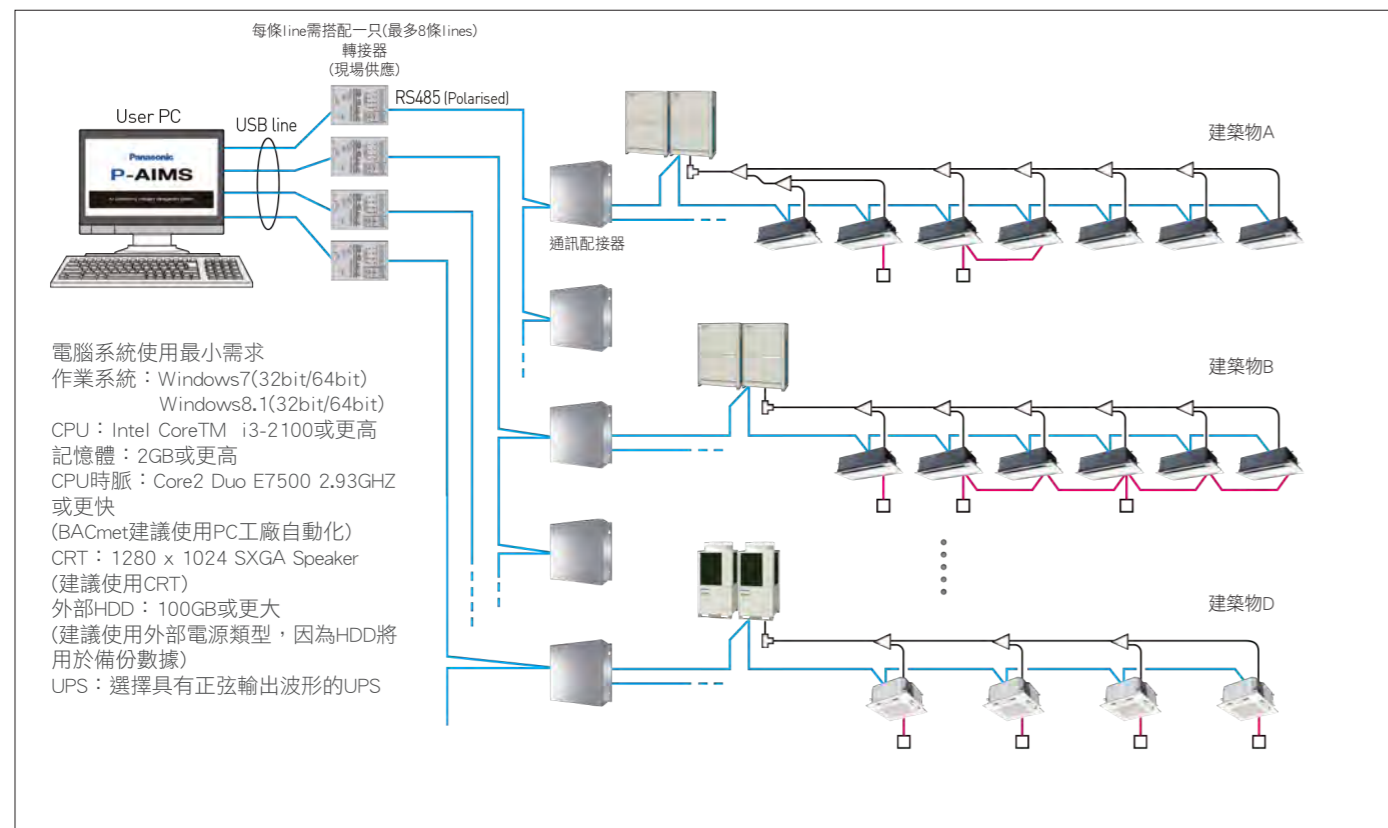 每條line需搭配一只(最多8條lines)
轉接器
(現場供應)
RS485 (Polarised)
User PC
USB line
Panasonic
P-AIMS
通訊配接器
建築物A
建築物B
建築物D
電腦系統使用最小需求
作業系統：Windows7(32bit/64bit)
Windows8.1(32bit/64bit)
CPU：Intel CoreTM i3-2100或更高
記憶體：2GB或更高
CPU時脈：Core2 Duo E7500 2.93GHZ
或更快
(BACmet建議使用PC工廠自動化)
CRT：1280 x 1024 SXGA Speaker
(建議使用CRT)
外部HDD：100GB或更大
(建議使用外部電源類型，因為HDD將
用於備份數據)
UPS：選擇具有正弦輸出波形的UPS